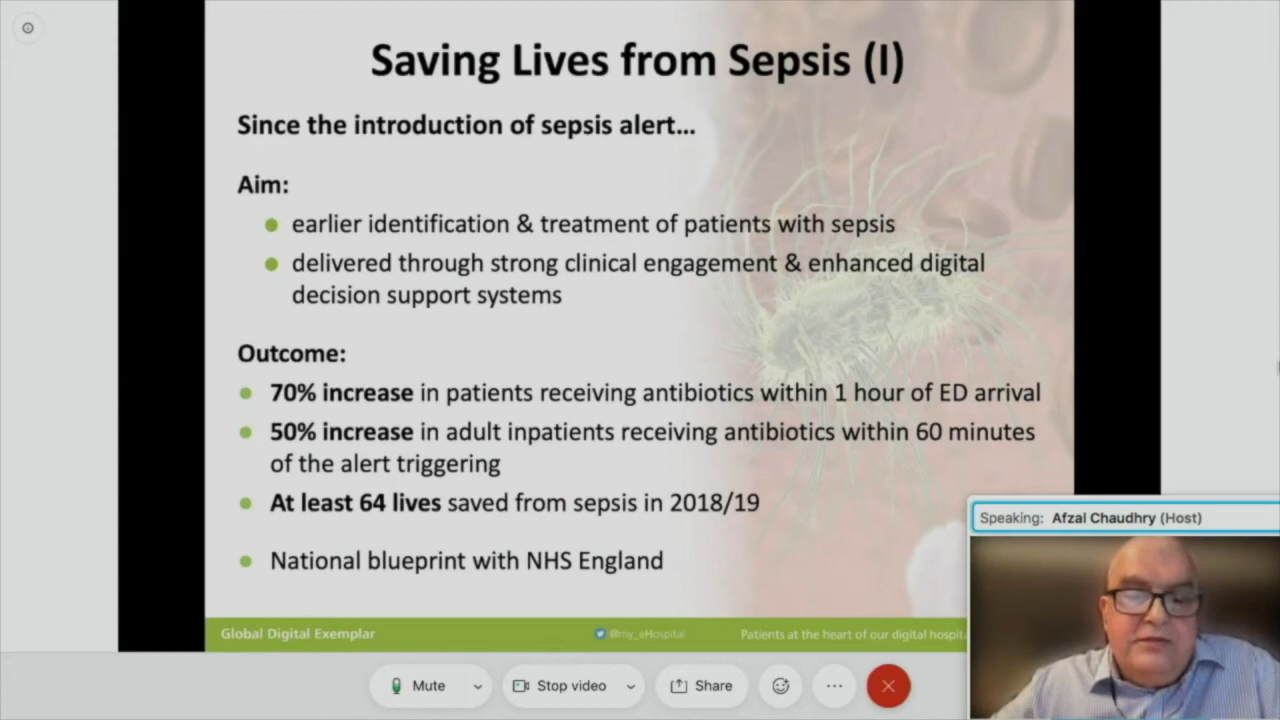 Saving Lives from Sepsis (I)
Since the introduction of sepsis alert...
Aim:
earlier identification & treatment of patients with sepsis
delivered through strong clinical engagement & enhanced digital
decision support systems
Outcome:
70% increase in patients receiving antibiotics within 1 hour of ED arrival
50% increase in adult inpatients receiving antibiotics within 60 minutes
of the alert triggering
At least 64 lives saved from sepsis in 2018/19
National blueprint with NHS England
Speaking: Afzal Chaudhry (Host)
Global Digital Exemplar
@my_eHospital
Patients at the heart of our digital hospita
Mute
Stop video
Share